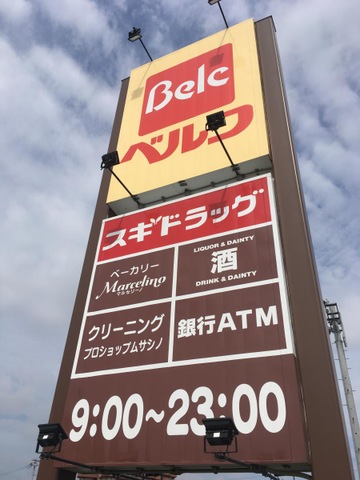 Belc
ベルク
スギドラッグ
ベーカリー
Marcelino
マルセリーノ
LIQUOR & DAINTY
酒
DRINK & DAINTY
クリーニング
プロショップムサシノ
銀行ATM
9:00~23:00